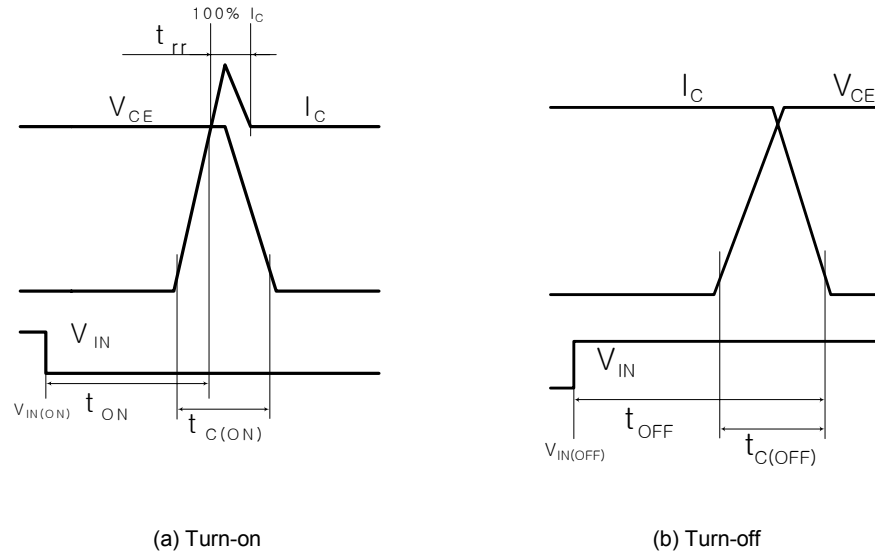 100% I_C
t_rr
V_CE
I_C
V_IN
t_ON
V_IN(ON)
t_C(ON)
(a) Turn-on
I_C
V_CE
V_IN
t_OFF
V_IN(OFF)
t_C(OFF)
(b) Turn-off